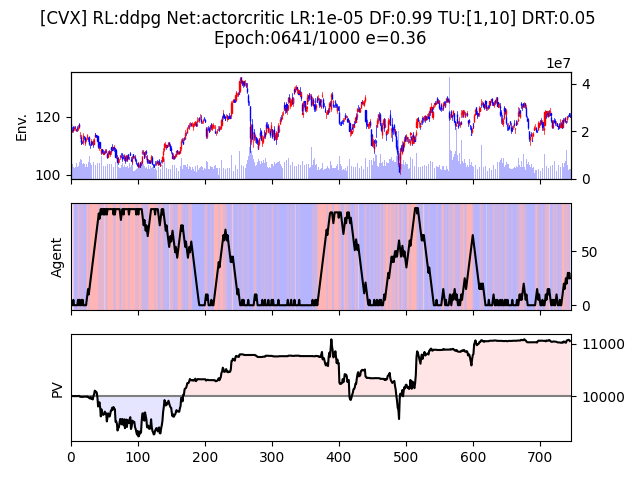 [CVX] RL:ddpg Net:actorcritic LR:1e-05 DF:0.99 TU:[1,10] DRT:0.05
Epoch:0641/1000 e=0.36
1e7
Env.
120
100
4
2
0
Agent
50
0
PV
11000
10000
0 100 200 300 400 500 600 700